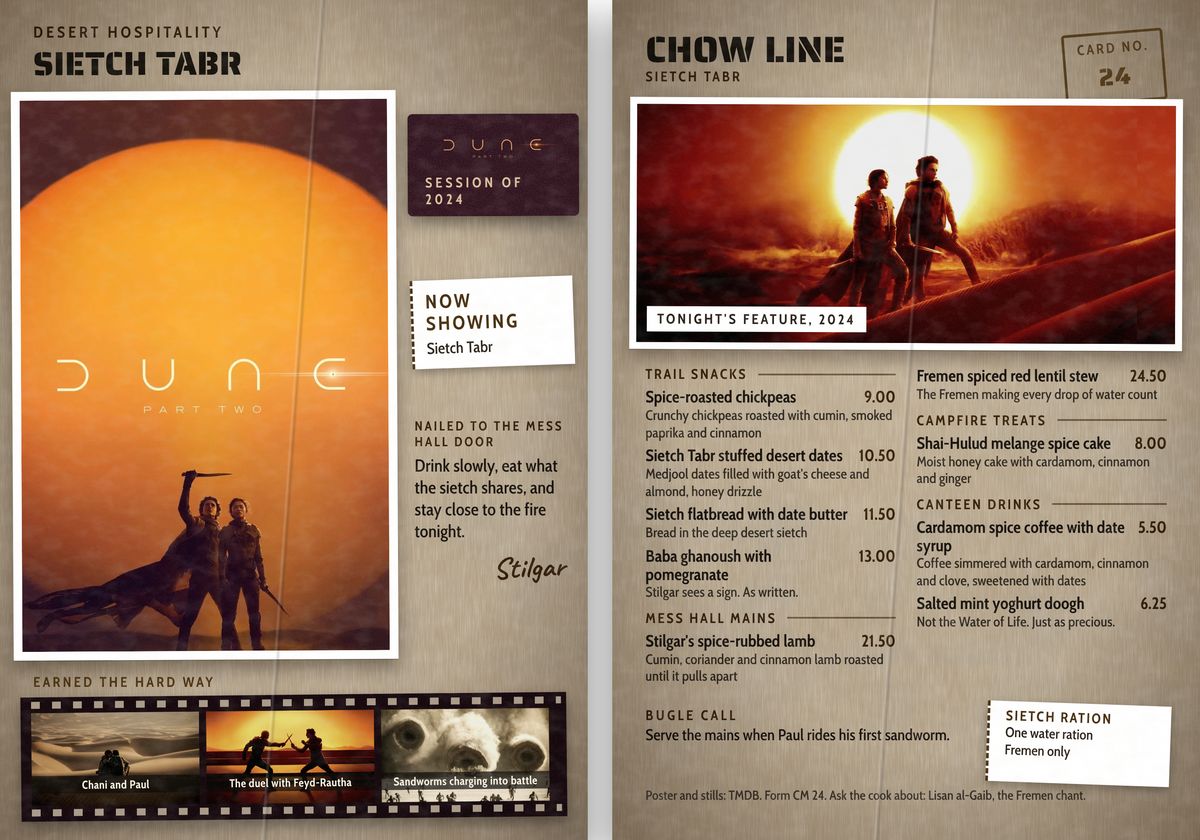 DESERT HOSPITALITY
SIETCH TABR
DUNE
PART TWO
DUNE
PART TWO
SESSION OF
2024
NOW
SHOWING
Sietch Tabr
NAILED TO THE MESS
HALL DOOR
Drink slowly, eat what
the sietch shares, and
stay close to the fire
tonight.
Stilgar
EARNED THE HARD WAY
Chani and Paul
The duel with Feyd-Rautha
Sandworms charging into battle
CHOW LINE
SIETCH TABR
CARD NO.
24
TONIGHT'S FEATURE, 2024
TRAIL SNACKS
Spice-roasted chickpeas 9.00
Crunchy chickpeas roasted with cumin, smoked
paprika and cinnamon
Sietch Tabr stuffed desert dates 10.50
Medjool dates filled with goat's cheese and
almond, honey drizzle
Sietch flatbread with date butter 11.50
Bread in the deep desert sietch
Baba ghanoush with 13.00
pomegranate
Stilgar sees a sign. As written.
MESS HALL MAINS
Stilgar's spice-rubbed lamb 21.50
Cumin, coriander and cinnamon lamb roasted
until it pulls apart
Fremen spiced red lentil stew 24.50
The Fremen making every drop of water count
CAMPFIRE TREATS
Shai-Hulud melange spice cake 8.00
Moist honey cake with cardamom, cinnamon
and ginger
CANTEEN DRINKS
Cardamom spice coffee with date 5.50
syrup
Coffee simmered with cardamom, cinnamon
and clove, sweetened with dates
Salted mint yoghurt doogh 6.25
Not the Water of Life. Just as precious.
BUGLE CALL
Serve the mains when Paul rides his first sandworm.
SIETCH RATION
One water ration
Fremen only
Poster and stills: TMDB. Form CM 24. Ask the cook about: Lisan al-Gaib, the Fremen chant.